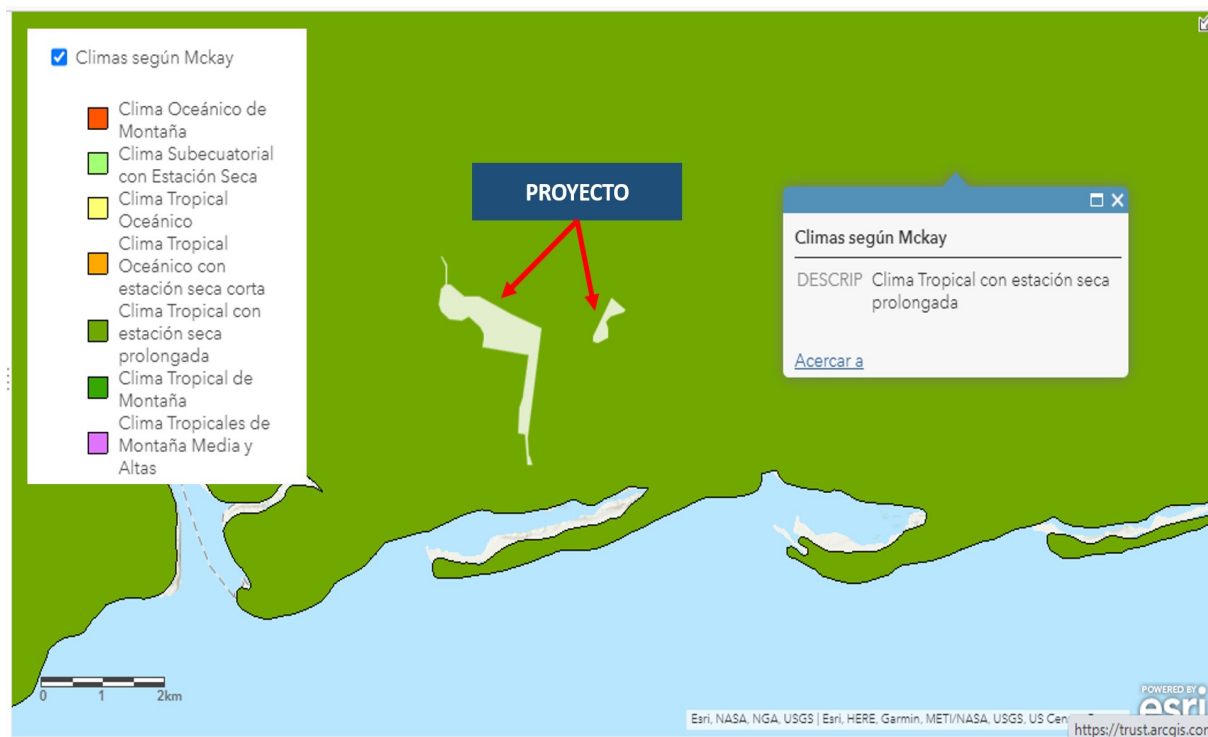 Climas según Mckay
Clima Oceánico de
Montaña
Clima Subecuatorial
con Estación Seca
Clima Tropical
Oceánico
Clima Tropical
Oceánico con
estación seca corta
Clima Tropical con
estación seca
prolongada
Clima Tropical de
Montaña
Clima Tropicales de
Montaña Media y
Altas
PROYECTO
Climas según Mckay
DESCRIP Clima Tropical con estación seca
prolongada
Acercar a
0 1 2km
POWERED BY
esri
Esri, NASA, NGA, USGS | Esri, HERE, Garmin, METI/NASA, USGS, US Cen
https://trust.arcgis.con